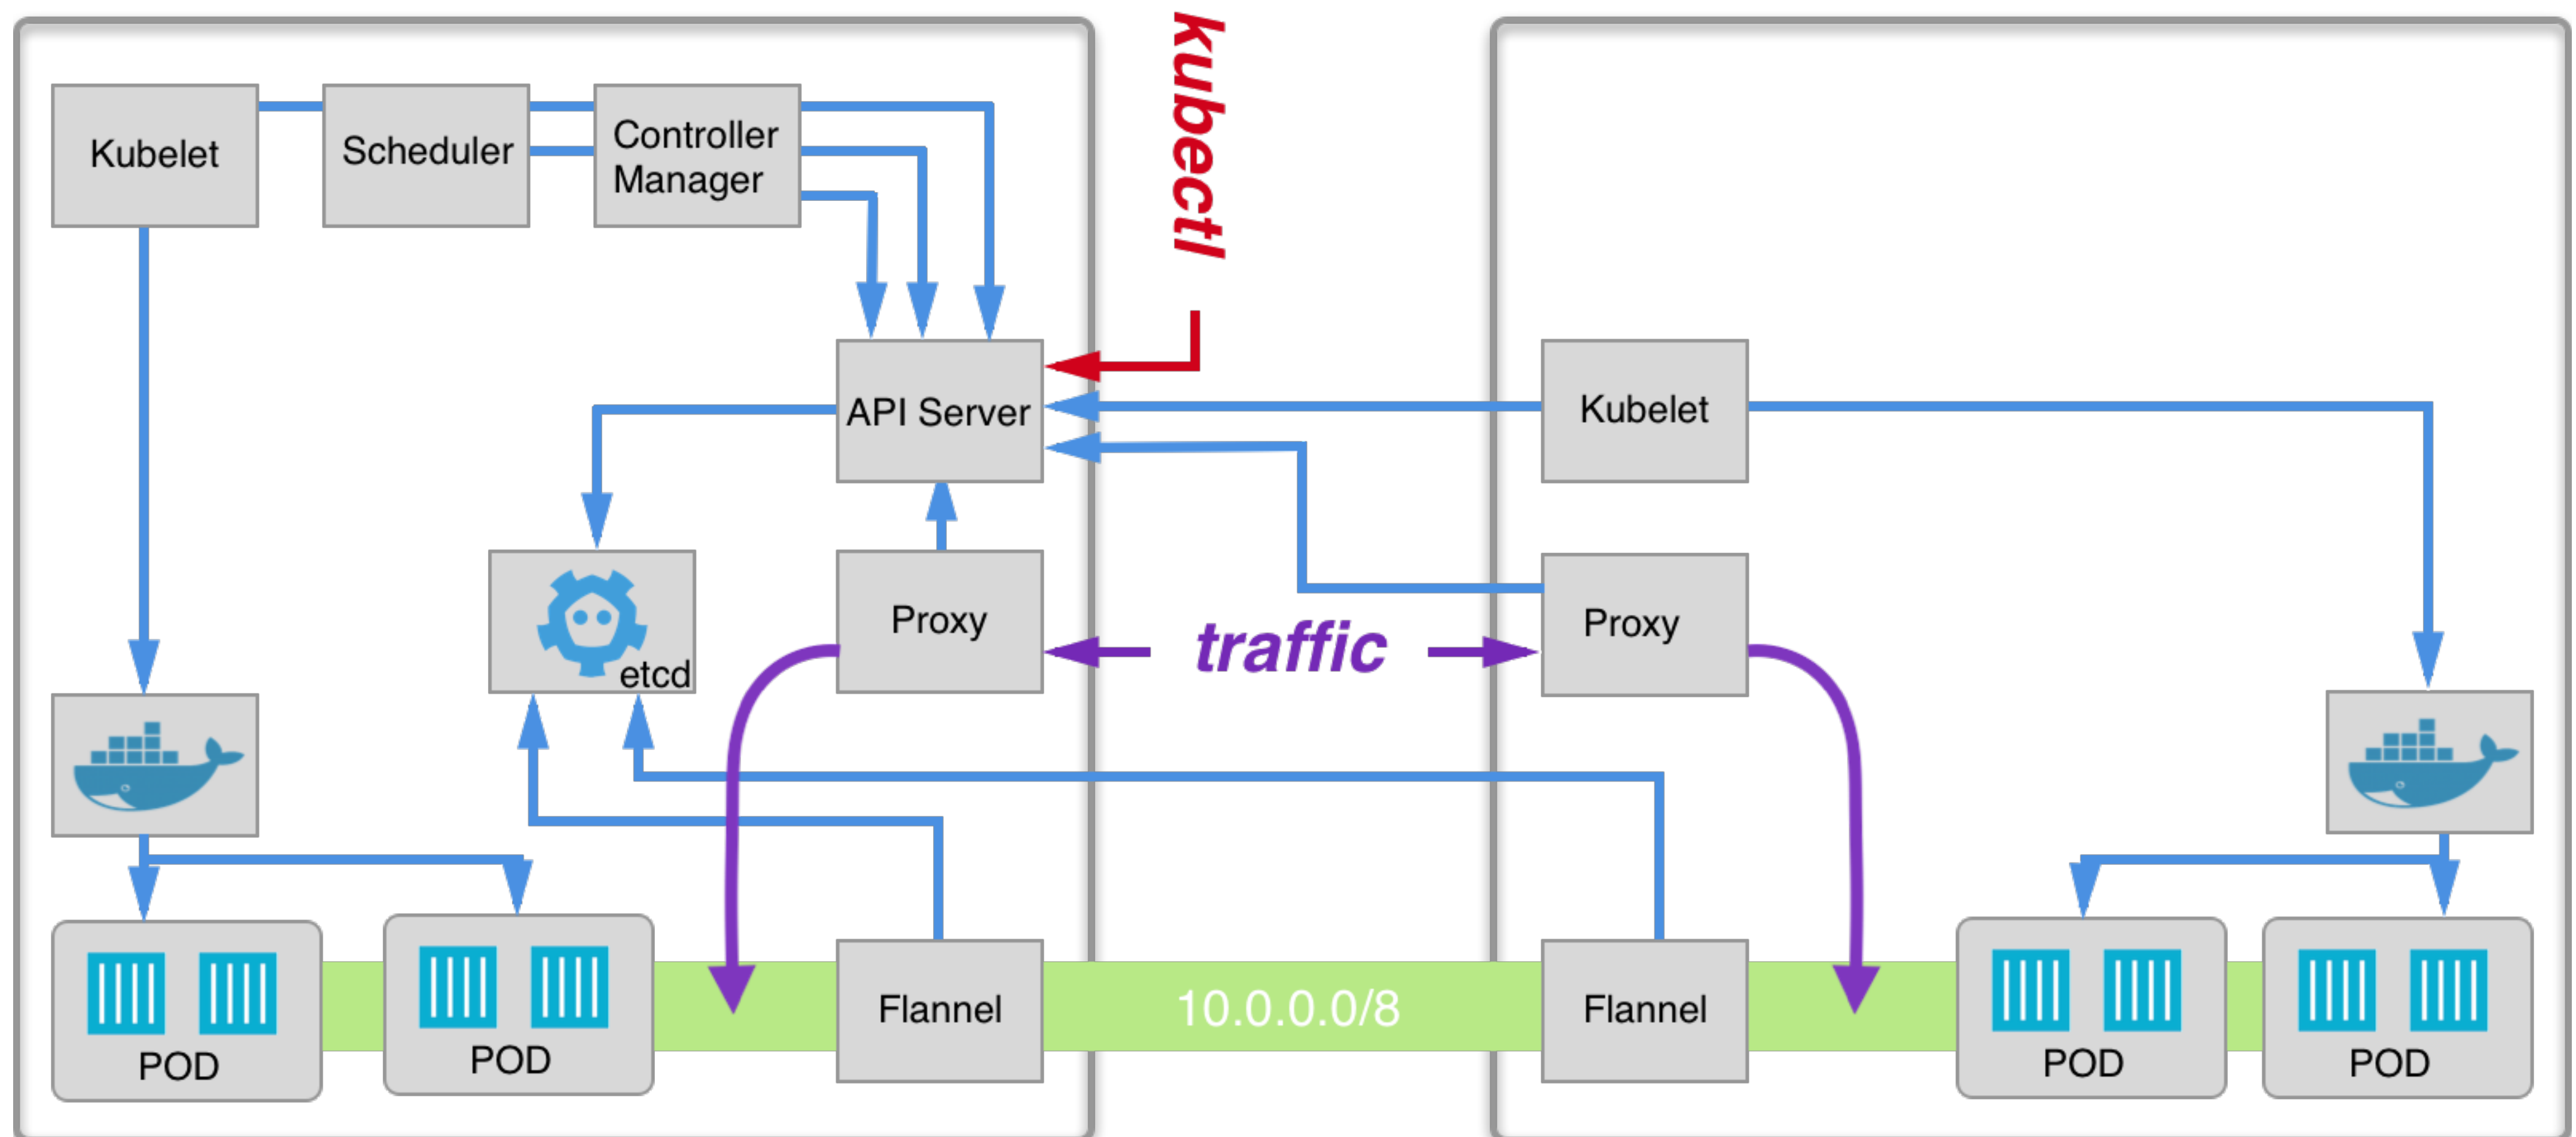 kubectl
Kubelet
Scheduler
Controller
Manager
API Server
Kubelet
etcd
Proxy
traffic
Proxy
POD
POD
Flannel
10.0.0.0/8
Flannel
POD
POD